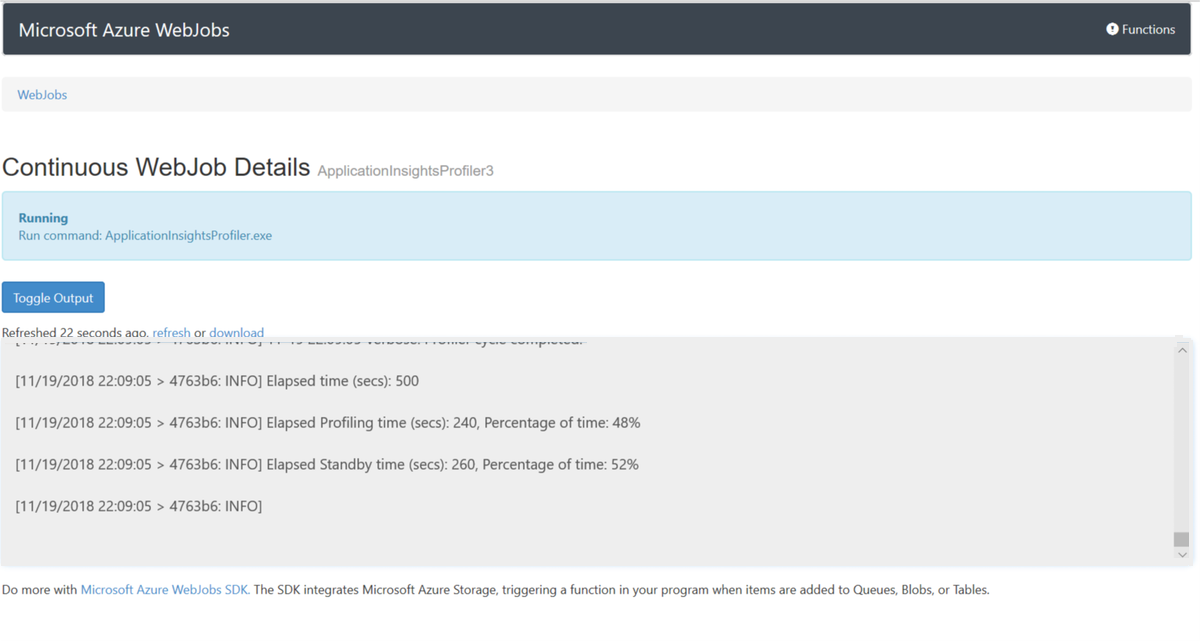 Microsoft Azure WebJobs
Functions
WebJobs
Continuous WebJob Details ApplicationInsightsProfiler3
Running
Run command: ApplicationInsightsProfiler.exe
Toggle Output
Refreshed 22 seconds ago. refresh or download
[11/19/2018 22:09:05 > 4763b6: INFO] Elapsed time (secs): 500
[11/19/2018 22:09:05 > 4763b6: INFO] Elapsed Profiling time (secs): 240, Percentage of time: 48%
[11/19/2018 22:09:05 > 4763b6: INFO] Elapsed Standby time (secs): 260, Percentage of time: 52%
[11/19/2018 22:09:05 > 4763b6: INFO]
Do more with Microsoft Azure WebJobs SDK. The SDK integrates Microsoft Azure Storage, triggering a function in your program when items are added to Queues, Blobs, or Tables.